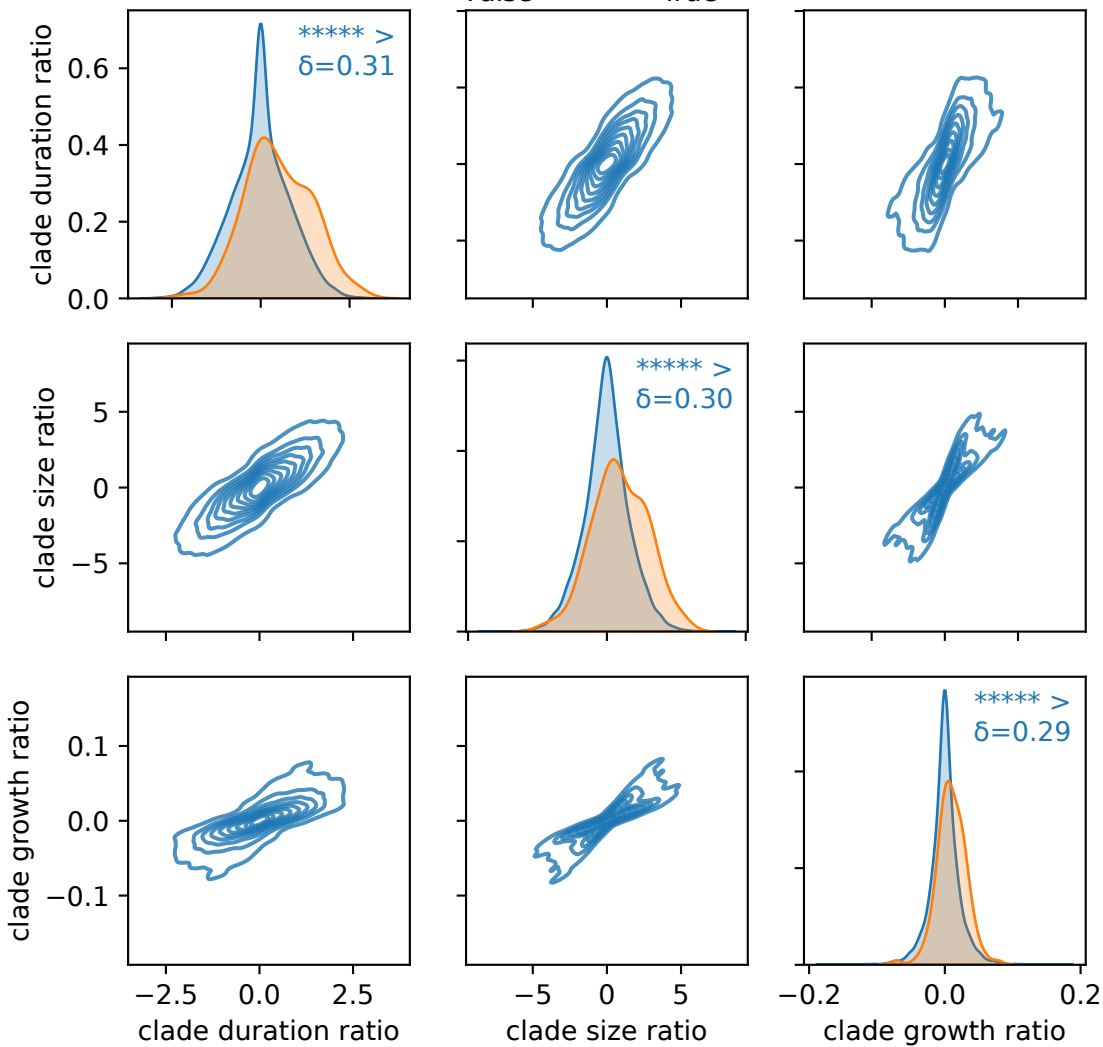 clade duration ratio
0.6
0.4
0.2
0.0
***** >
δ=0.31
clade size ratio
5
0
−5
***** >
δ=0.30
clade growth ratio
0.1
0.0
−0.1
***** >
δ=0.29
−2.5 0.0 2.5
−5 0 5
−0.2 0.0 0.2
clade duration ratio
clade size ratio
clade growth ratio